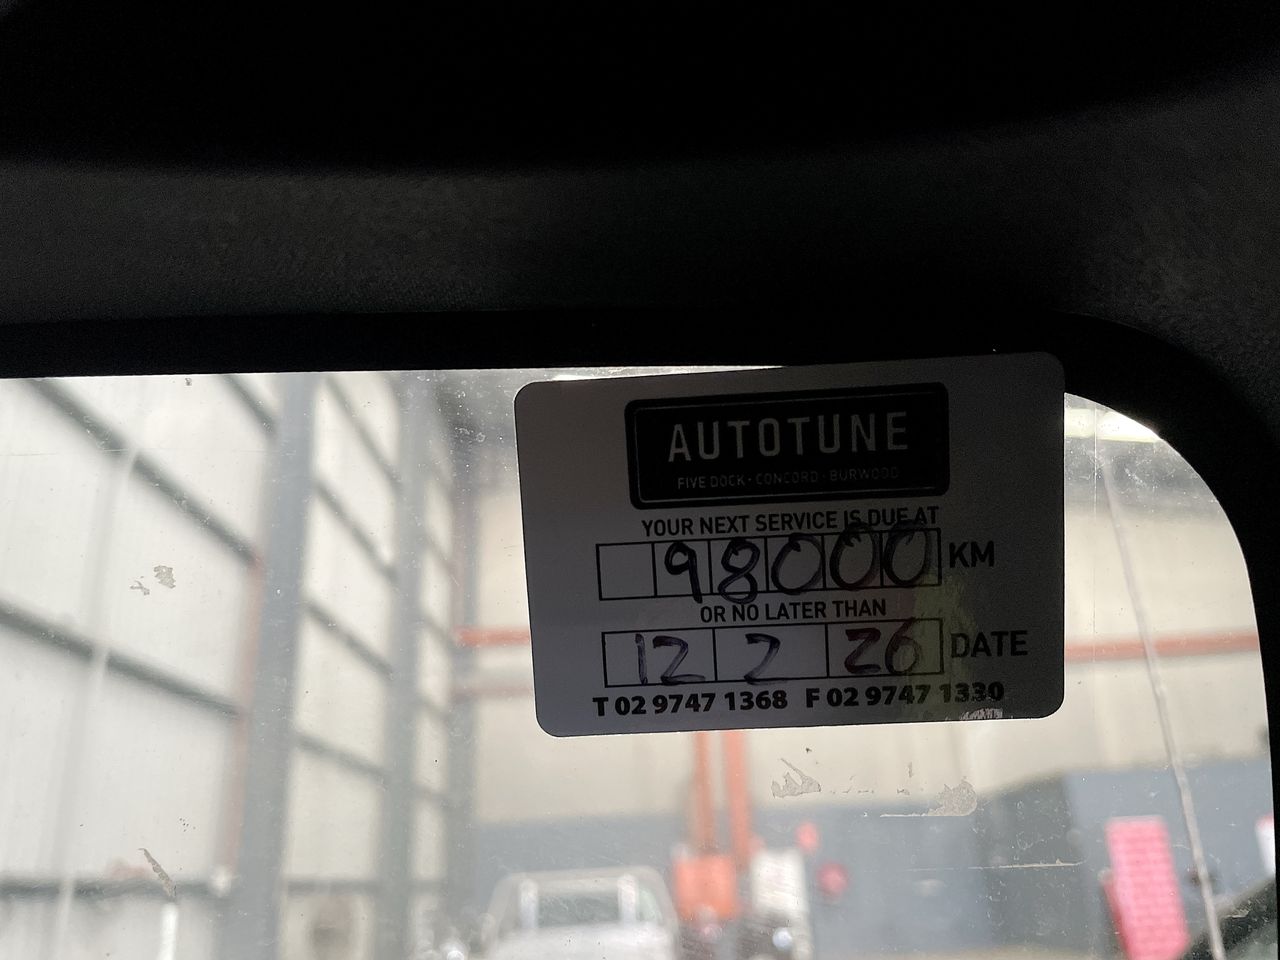 AUTOTUNE
FIVE DOCK · CONCORD · BURWOOD
YOUR NEXT SERVICE IS DUE AT
98000 KM
OR NO LATER THAN
12 2 26 DATE
T 02 9747 1368 F 02 9747 1330